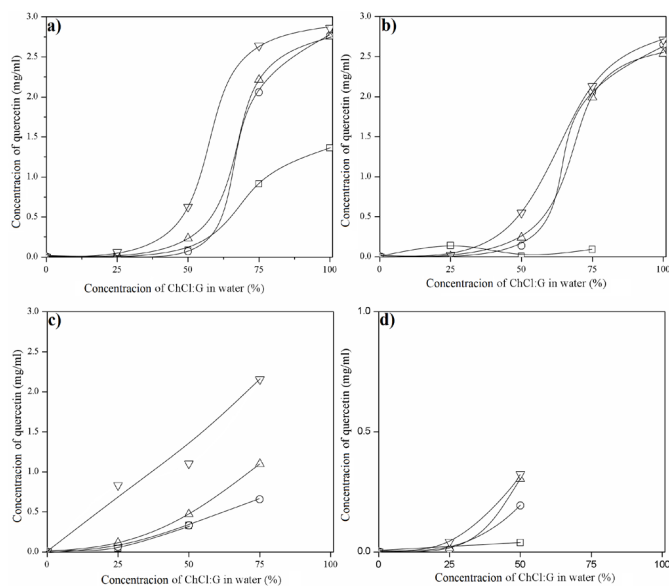 a)
3.0
2.5
2.0
1.5
1.0
0.5
0.0
0 25 50 75 100
Concentracion of quercetin (mg/ml)
Concentracion of ChCl:G in water (%)
b)
3.0
2.5
2.0
1.5
1.0
0.5
0.0
0 25 50 75 100
Concentracion of quercetin (mg/ml)
Concentracion of ChCl:G in water (%)
c)
3.0
2.5
2.0
1.5
1.0
0.5
0.0
0 25 50 75 100
Concentracion of quercetin (mg/ml)
Concentracion of ChCl:G in water (%)
d)
1.0
0.5
0.0
0 25 50 75 100
Concentracion of quercetin (mg/ml)
Concentracion of ChCl:G in water (%)